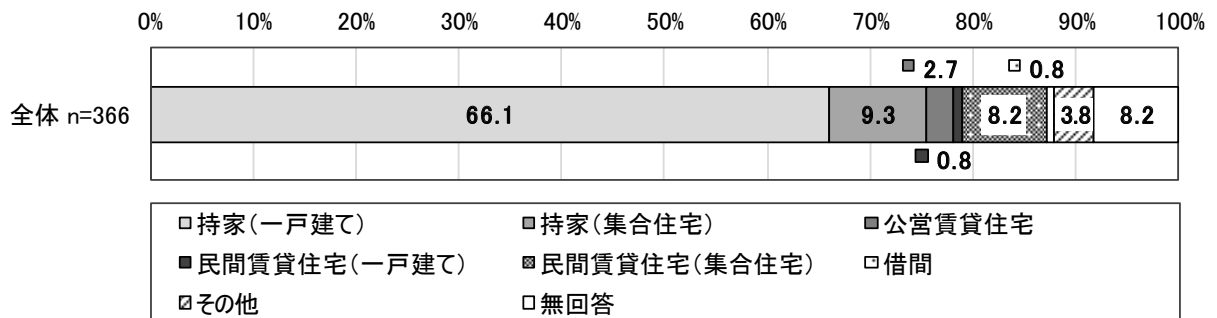 0% 10% 20% 30% 40% 50% 60% 70% 80% 90% 100%
2.7 0.8
全体 n=366 66.1 9.3 8.2 3.8 8.2
0.8
持家(一戸建て) 持家(集合住宅) 公営賃貸住宅
民間賃貸住宅(一戸建て) 民間賃貸住宅(集合住宅) 借間
その他 無回答